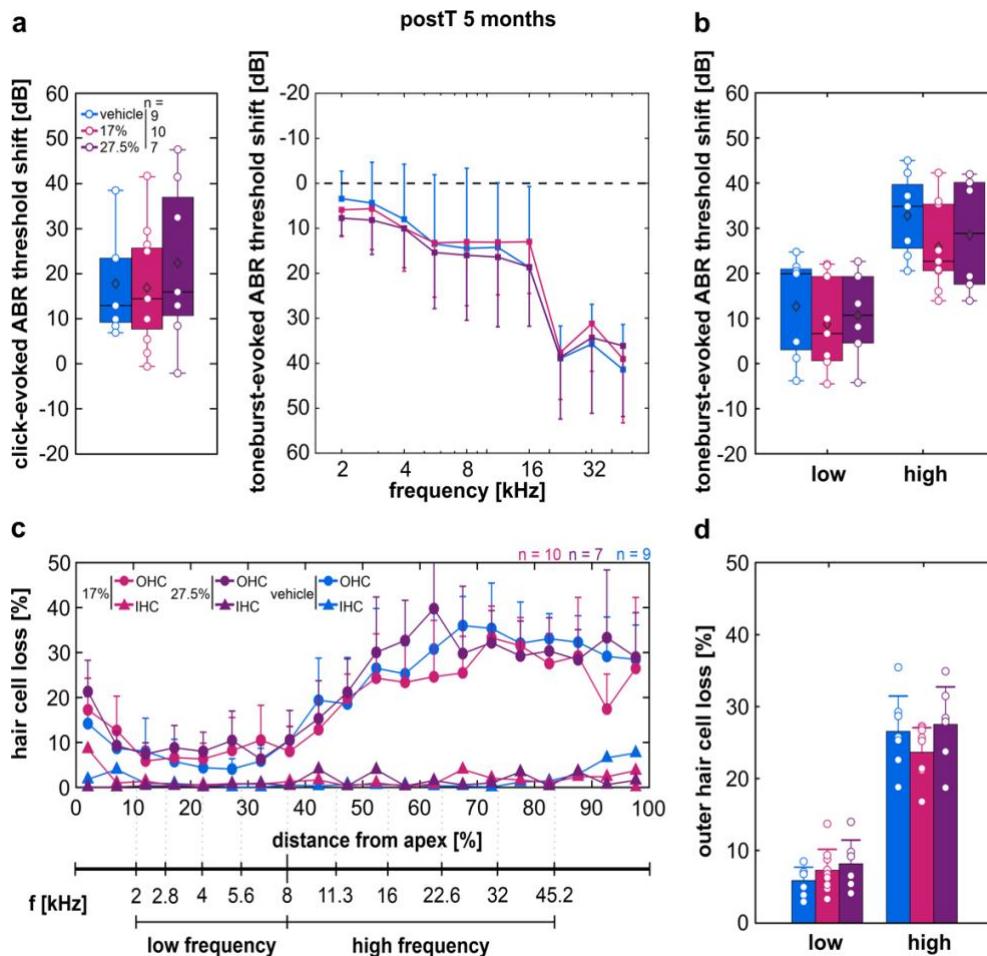 postT 5 months
a
click-evoked ABR threshold shift [dB]
60
50
40
30
20
10
0
-10
-20
n =
vehicle 9
17% 10
27.5% 7
toneburst-evoked ABR threshold shift [dB]
-20
-10
0
10
20
30
40
50
60
2 4 8 16 32
frequency [kHz]
b
toneburst-evoked ABR threshold shift [dB]
60
50
40
30
20
10
0
-10
-20
low high
c
n = 10 n = 7 n = 9
hair cell loss [%]
50
40
30
20
10
0
17% OHC 27.5% OHC vehicle OHC
IHC IHC IHC
0 10 20 30 40 50 60 70 80 90 100
distance from apex [%]
f [kHz] 2 2.8 4 5.6 8 11.3 16 22.6 32 45.2
low frequency high frequency
d
outer hair cell loss [%]
50
40
30
20
10
0
low high